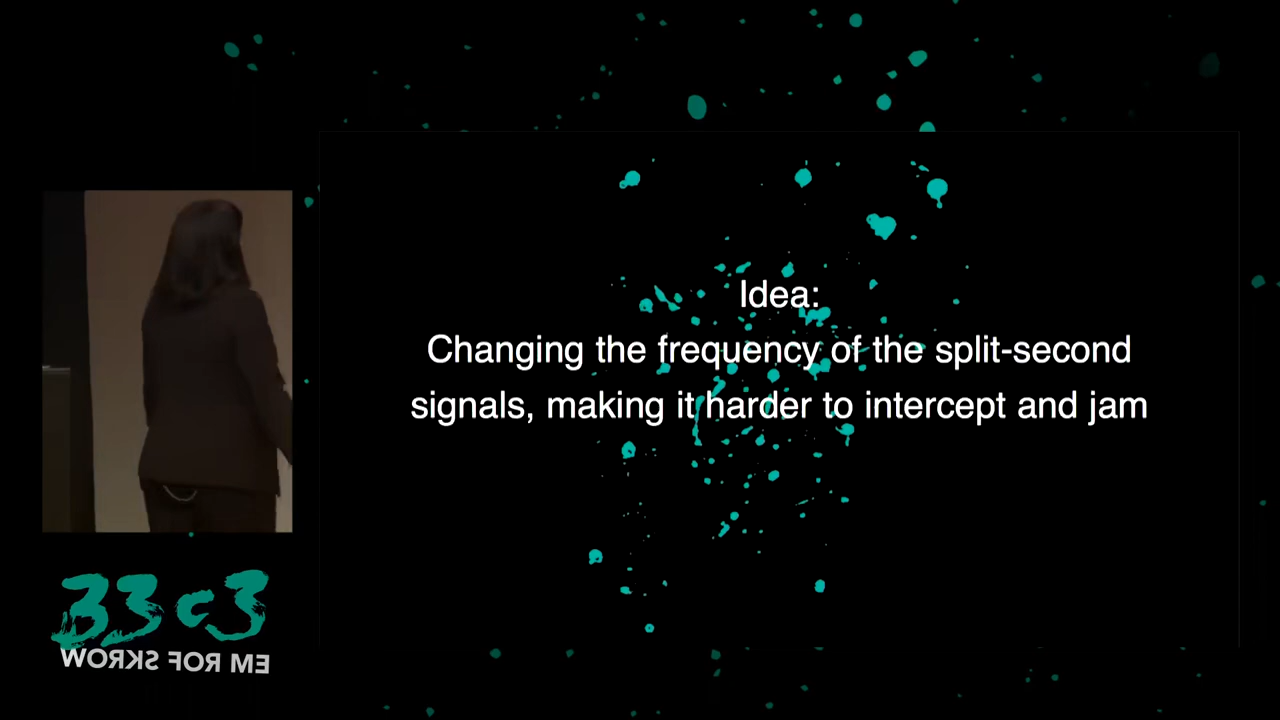 Idea:
Changing the frequency of the split-second
signals, making it harder to intercept and jam
33c3
WORKS FOR ME